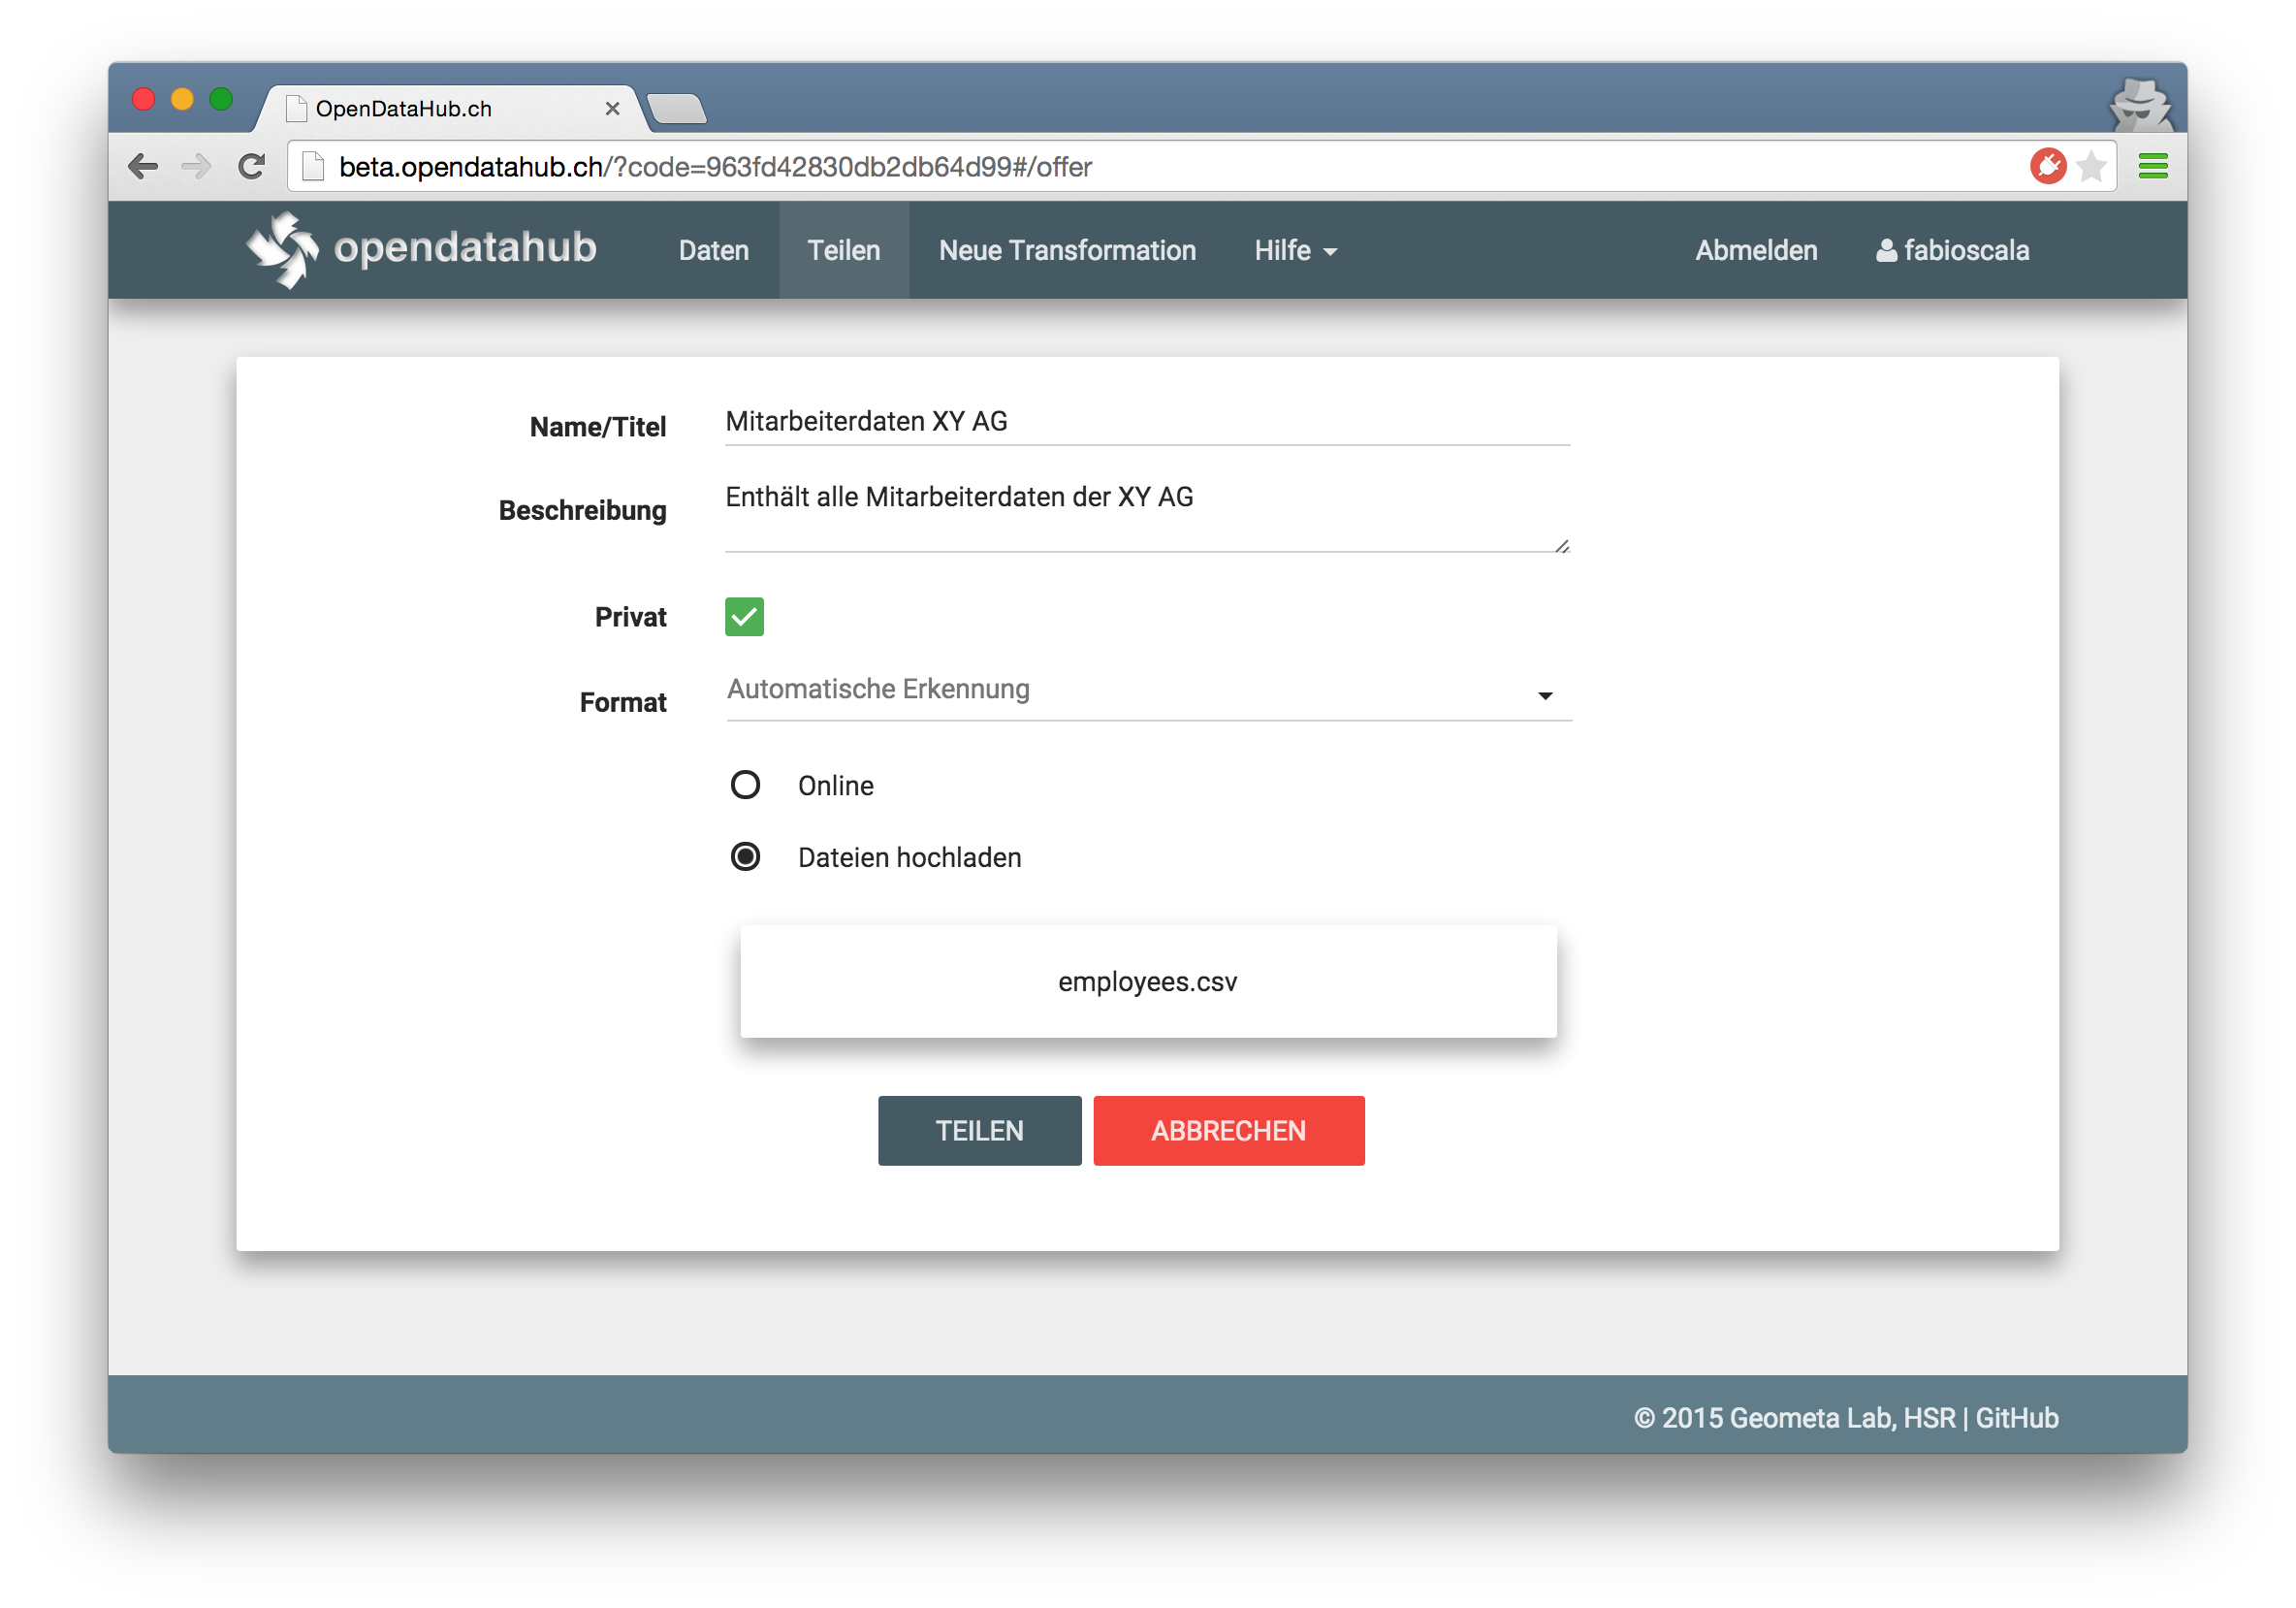 OpenDataHub.ch
beta.opendatahub.ch/?code=963fd42830db2db64d99#/offer
opendatahub Daten Teilen Neue Transformation Hilfe Abmelden fabioscala
Name/Titel Mitarbeiterdaten XY AG
Beschreibung Enthält alle Mitarbeiterdaten der XY AG
Privat
Format Automatische Erkennung
Online
Dateien hochladen
employees.csv
TEILEN ABBRECHEN
© 2015 Geometa Lab, HSR | GitHub